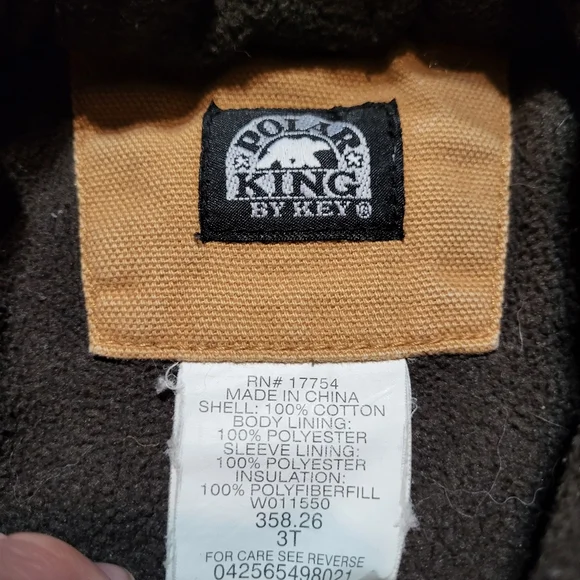 POLAR
KING
BY KEY®
RN# 17754
MADE IN CHINA
SHELL: 100% COTTON
BODY LINING:
100% POLYESTER
SLEEVE LINING:
100% POLYESTER
INSULATION:
100% POLYFIBERFILL
W011550
358.26
3T
FOR CARE SEE REVERSE
042565498021